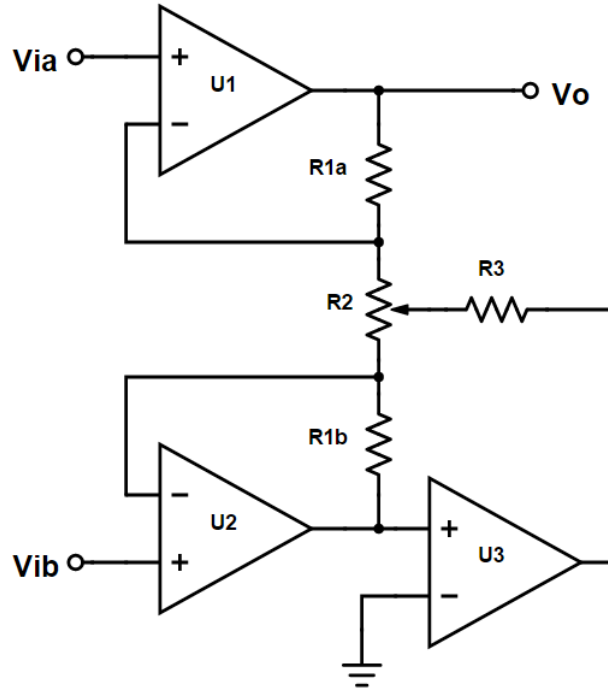 Via
+
U1
−
Vo
R1a
R2
R3
R1b
−
U2
+
Vib
+
U3
−